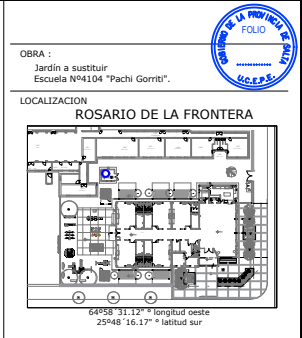 GOBIERNO DE LA PROVINCIA DE SALTA
FOLIO
U.C.E.P.E.
OBRA :
Jardín a sustituir
Escuela Nº4104 "Pachi Gorriti".
LOCALIZACION
ROSARIO DE LA FRONTERA
64º58´31.12" º longitud oeste
25º48´16.17" º latitud sur